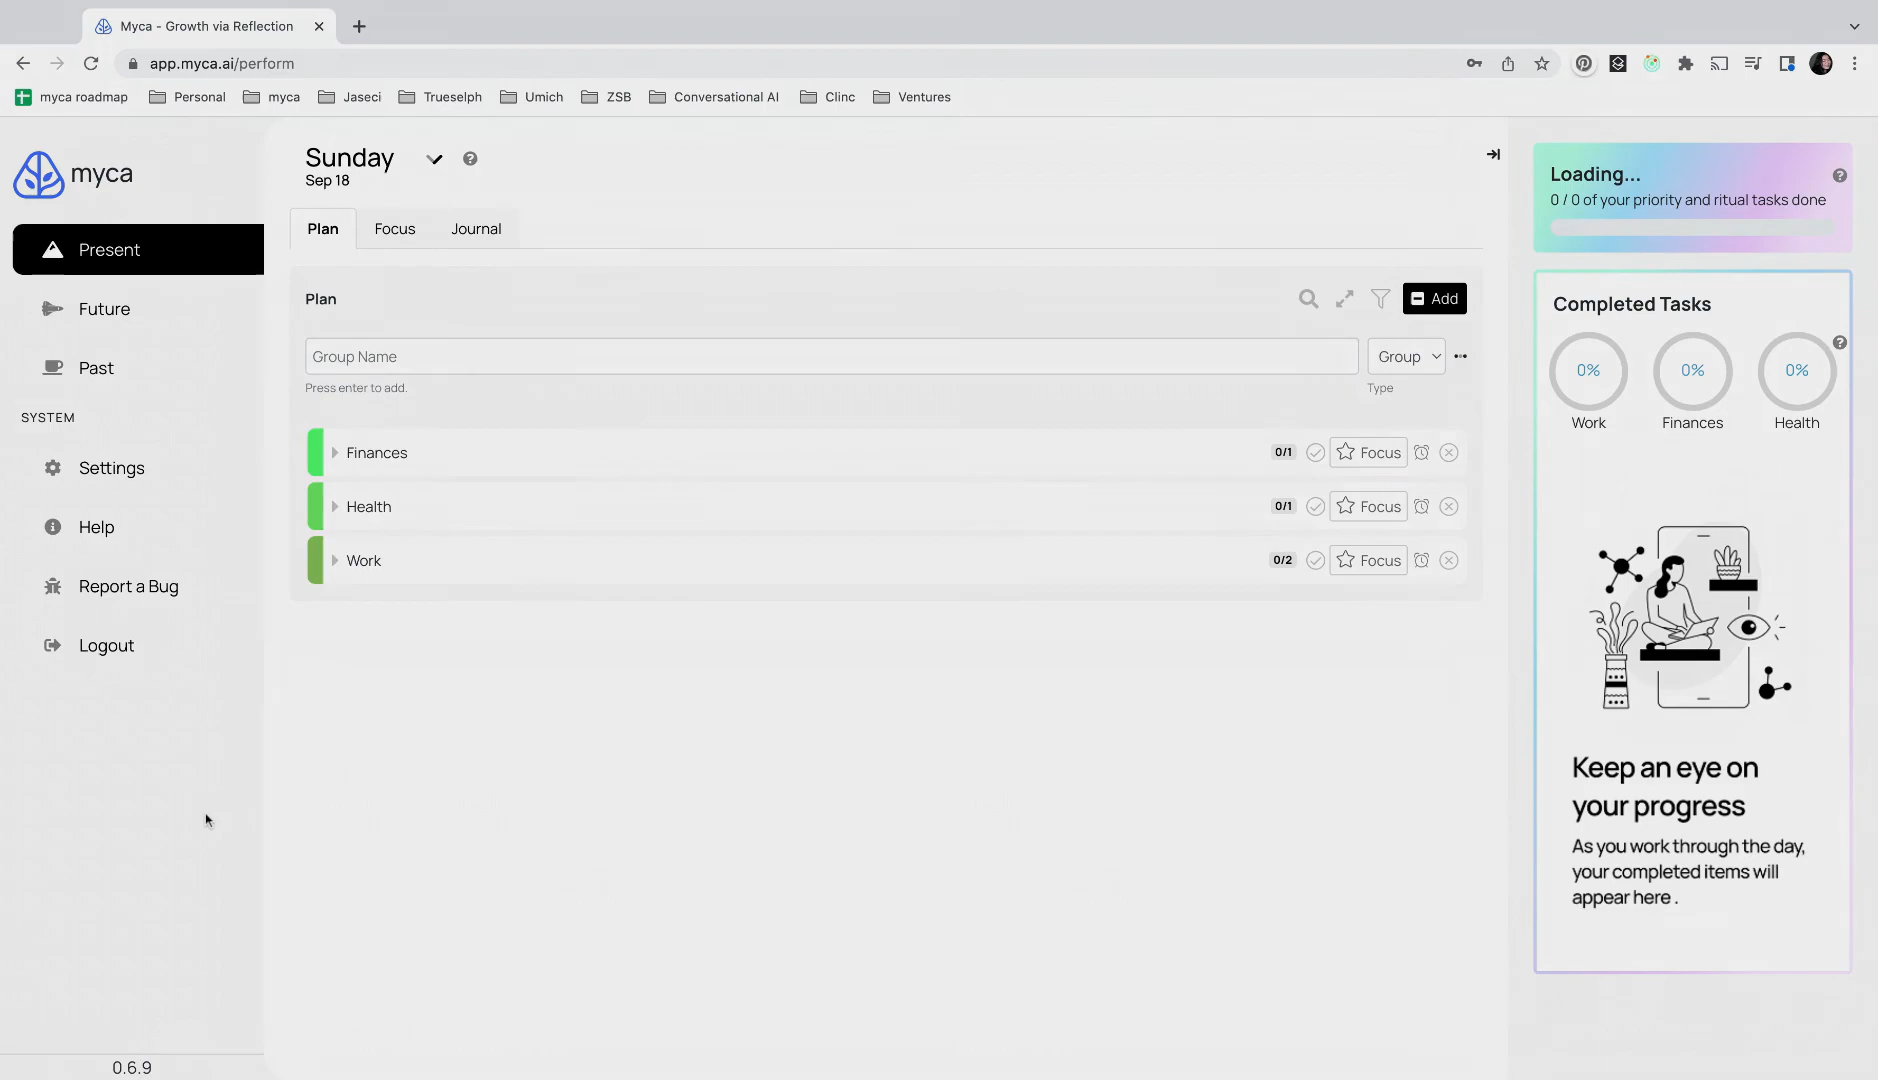 Myca - Growth via Reflection
app.myca.ai/perform
myca roadmap Personal myca Jaseci Trueselph Umich ZSB Conversational AI Clinc Ventures
myca
Present
Future
Past
SYSTEM
Settings
Help
Report a Bug
Logout
0.6.9
Sunday
Sep 18
Plan Focus Journal
Plan
Add
Group Name
Group
Press enter to add.
Type
Finances 0/1 Focus
Health 0/1 Focus
Work 0/2 Focus
Loading...
0 / 0 of your priority and ritual tasks done
Completed Tasks
0% 0% 0%
Work Finances Health
Keep an eye on
your progress
As you work through the day,
your completed items will
appear here .